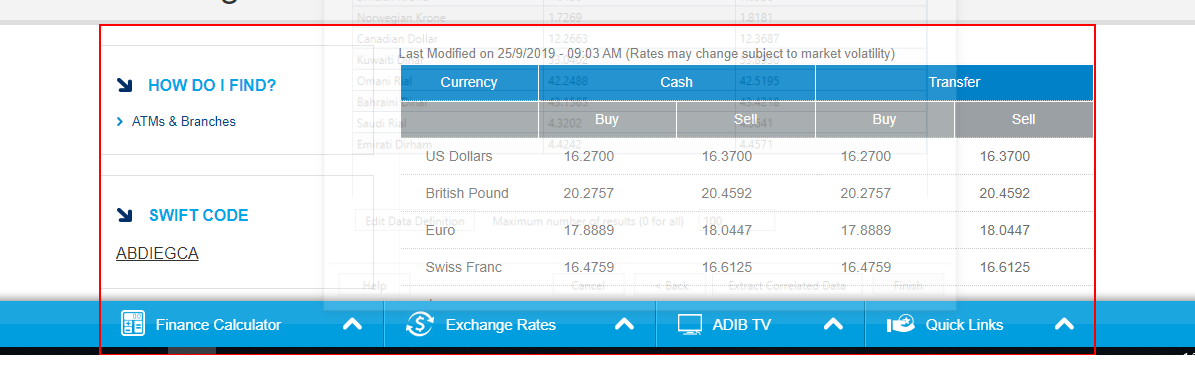 Norwegian Krone 1.7269 1.8181
Canadian Dollar 12.2663 12.3687
Last Modified on 25/9/2019 - 09:03 AM (Rates may change subject to market volatility)
Kuwaiti Dinar
HOW DO I FIND?
ATMs & Branches
Currency Cash Transfer
Omani Rial 42.2488 42.5195
Bahraini Dinar
Buy Sell Buy Sell
Saudi Rial 4.3202
Emirati Dirham 4.4242 4.4571
US Dollars 16.2700 16.3700 16.2700 16.3700
British Pound 20.2757 20.4592 20.2757 20.4592
SWIFT CODE
ABDIEGCA
Edit Data Definition Maximum number of results (0 for all) 100
Euro 17.8889 18.0447 17.8889 18.0447
Swiss Franc 16.4759 16.6125 16.4759 16.6125
Help Cancel < Back Extract Correlated Data Finish
Finance Calculator Exchange Rates ADIB TV Quick Links